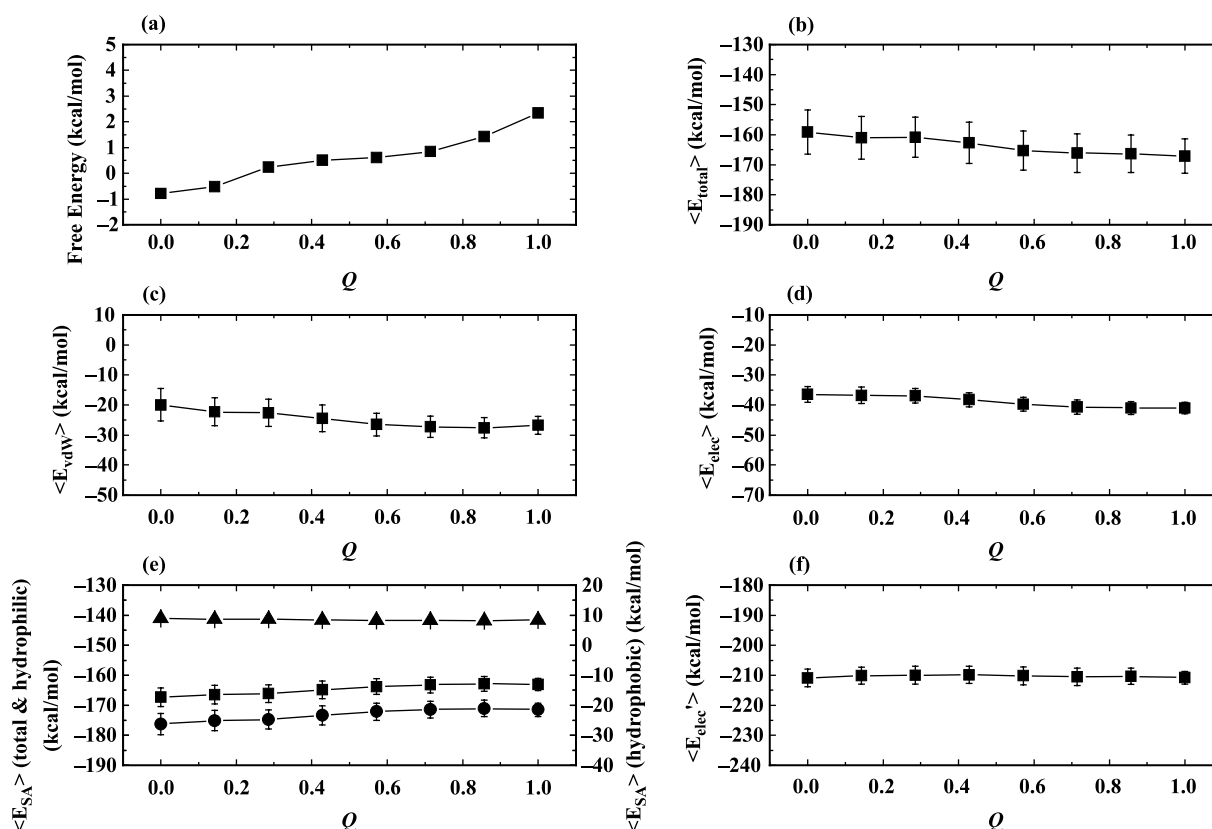 (a)
Free Energy (kcal/mol)
5
4
3
2
1
0
−1
−2
0.0 0.2 0.4 0.6 0.8 1.0
Q
(b)
<E_total> (kcal/mol)
−130
−140
−150
−160
−170
−180
−190
0.0 0.2 0.4 0.6 0.8 1.0
Q
(c)
<E_vdW> (kcal/mol)
10
0
−10
−20
−30
−40
−50
0.0 0.2 0.4 0.6 0.8 1.0
Q
(d)
<E_elec> (kcal/mol)
−10
−20
−30
−40
−50
−60
−70
0.0 0.2 0.4 0.6 0.8 1.0
Q
(e)
<E_SA> (total & hydrophilic)
(kcal/mol)
−130
−140
−150
−160
−170
−180
−190
20
10
0
−10
−20
−30
−40
<E_SA> (hydrophobic) (kcal/mol)
0.0 0.2 0.4 0.6 0.8 1.0
Q
(f)
<E_elec'> (kcal/mol)
−180
−190
−200
−210
−220
−230
−240
0.0 0.2 0.4 0.6 0.8 1.0
Q